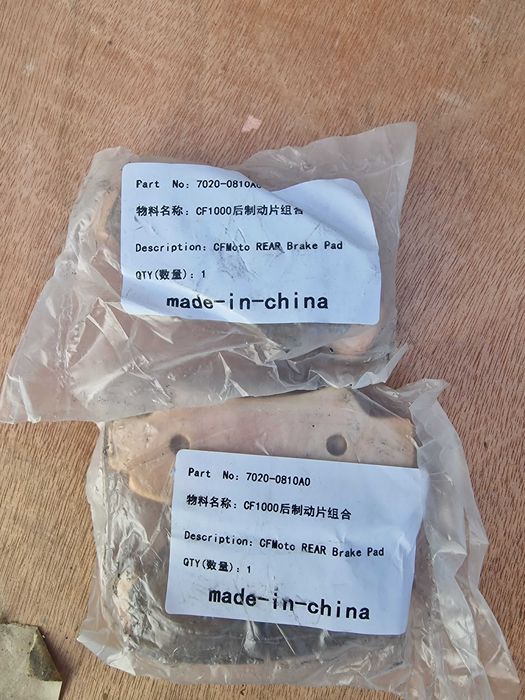 Part No: 7020-0810A0
物料名称: CF1000后制动片组合
Description: CFMoto REAR Brake Pad
QTY(数量): 1
made-in-china
Part No: 7020-0810A0
物料名称: CF1000后制动片组合
Description: CFMoto REAR Brake Pad
QTY(数量): 1
made-in-china